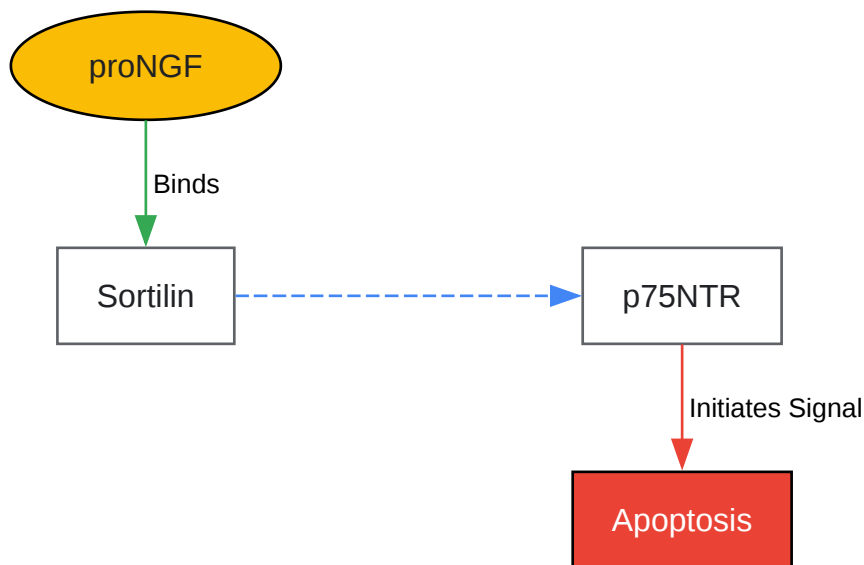 proNGF
Binds
Sortilin
p75NTR
Initiates Signal
Apoptosis